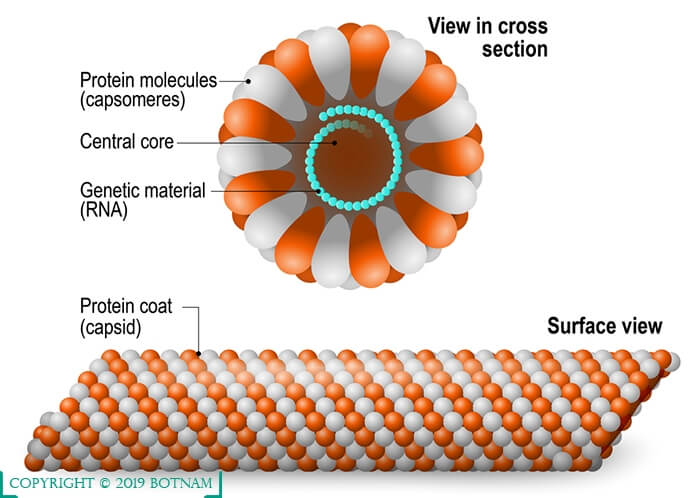 View in cross
section
Protein molecules
(capsomeres)
Central core
Genetic material
(RNA)
Protein coat
(capsid)
Surface view
COPYRIGHT © 2019 BOTNAM